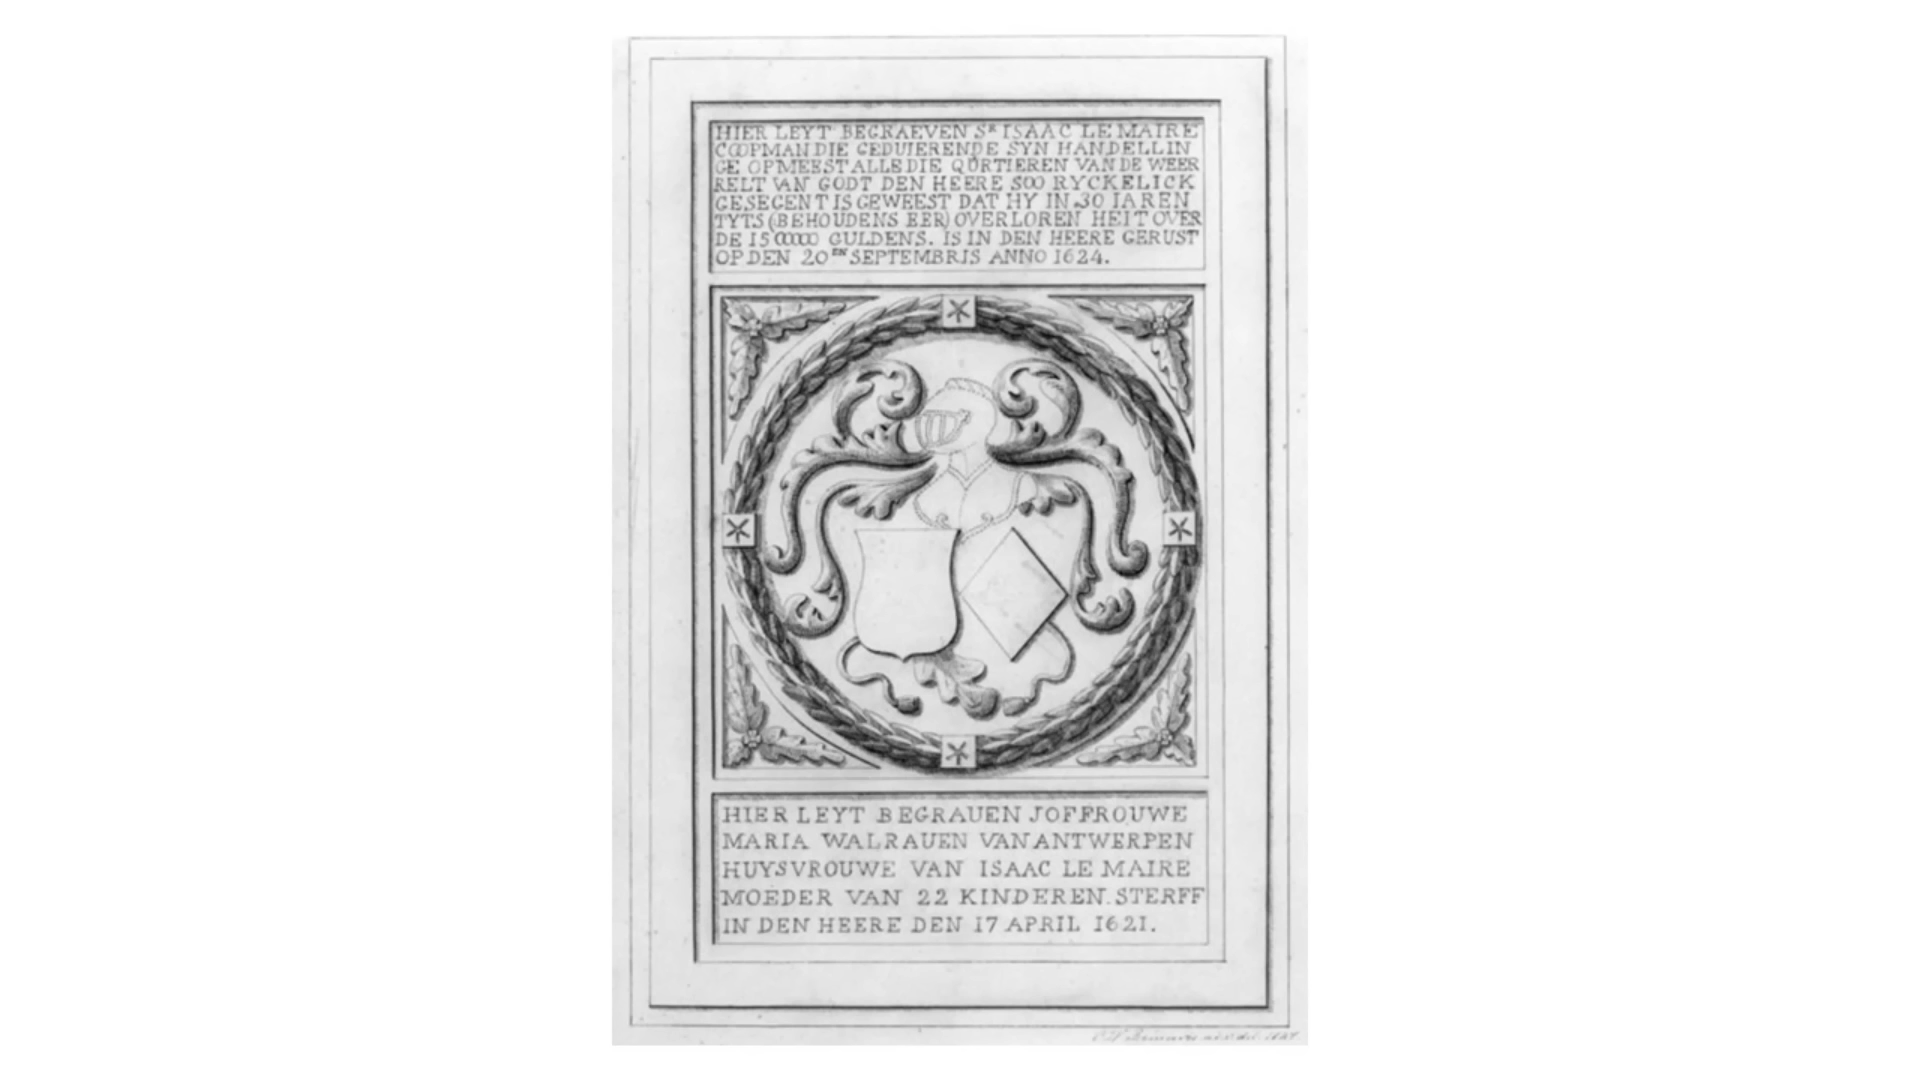 HIER LEYT BEGRAEVEN SR ISAAC LE MAIRE
COOPMAN DIE GEDUIERENDE SYN HANDELLIN
GE OPMEEST ALLE DIE QURTIEREN VAN DE WEER
RELT VAN GODT DEN HEERE SOO RYCKELICK
GESEGENT IS GEWEEST DAT HY IN 30 IAREN
TYTS (BEHOUDENS EER) OVERLOREN HEIT OVER
DE 1500000 GULDENS. IS IN DEN HEERE GERUST
OP DEN 20EN SEPTEMBRIS ANNO 1624.
HIER LEYT BEGRAUEN JOFFROUWE
MARIA WALRAUEN VAN ANTWERPEN
HUYSVROUWE VAN ISAAC LE MAIRE
MOEDER VAN 22 KINDEREN. STERFF
IN DEN HEERE DEN 17 APRIL 1621.